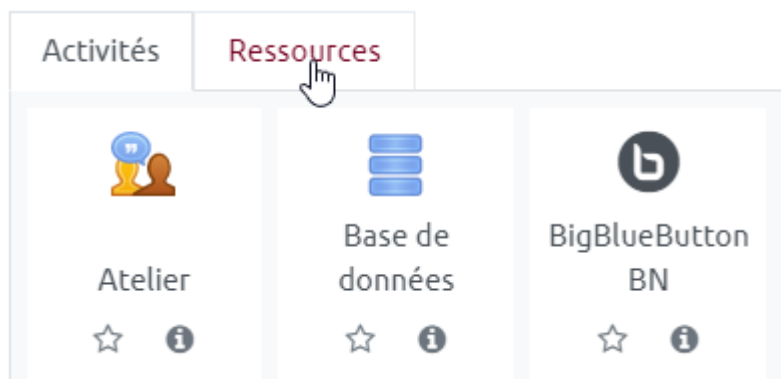 Activités
Ressources
Atelier
Base de
données
BigBlueButton
BN